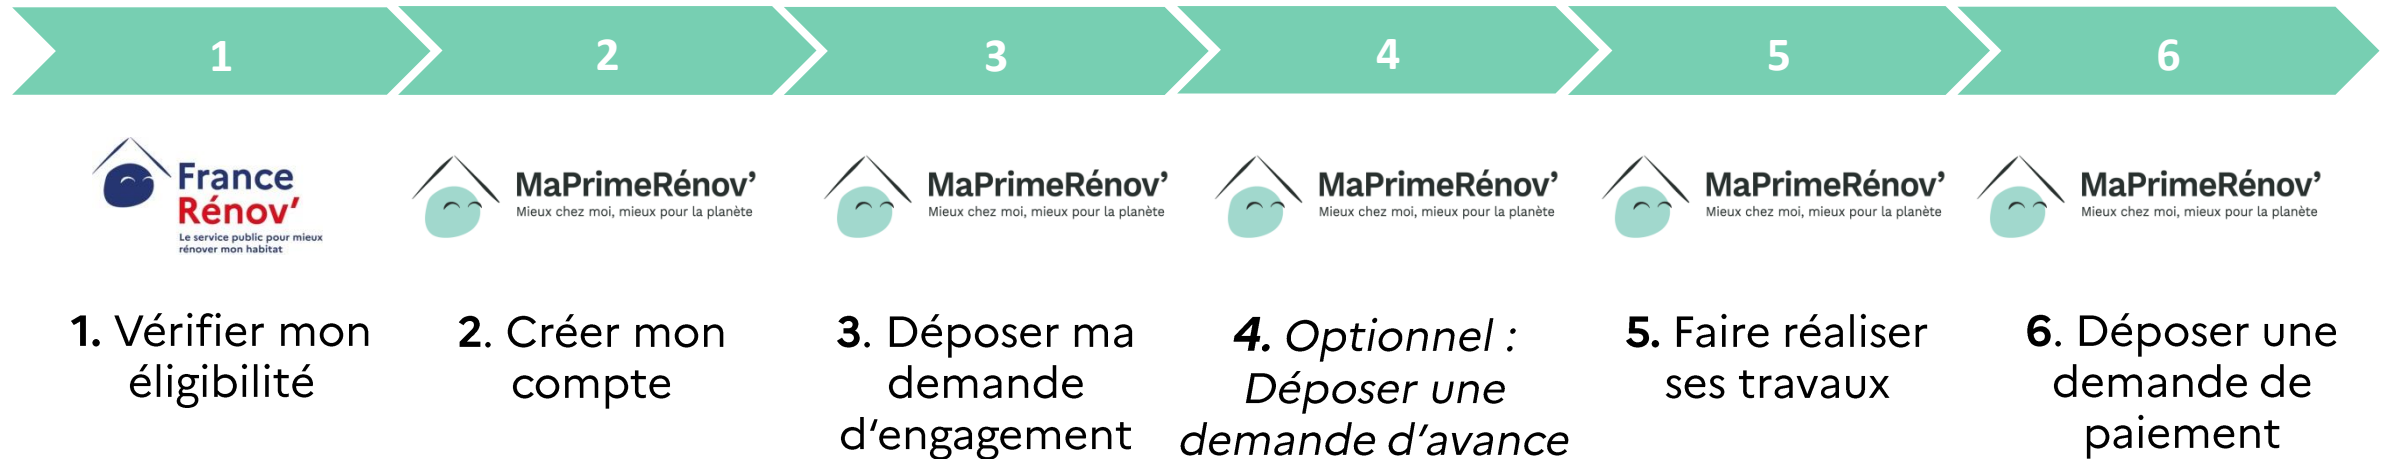 1
2
3
4
5
6
France
Rénov’
Le service public pour mieux
rénover mon habitat
MaPrimeRénov’
Mieux chez moi, mieux pour la planète
MaPrimeRénov’
Mieux chez moi, mieux pour la planète
MaPrimeRénov’
Mieux chez moi, mieux pour la planète
MaPrimeRénov’
Mieux chez moi, mieux pour la planète
MaPrimeRénov’
Mieux chez moi, mieux pour la planète
1. Vérifier mon
éligibilité
2. Créer mon
compte
3. Déposer ma
demande
d’engagement
4. Optionnel :
Déposer une
demande d’avance
5. Faire réaliser
ses travaux
6. Déposer une
demande de
paiement